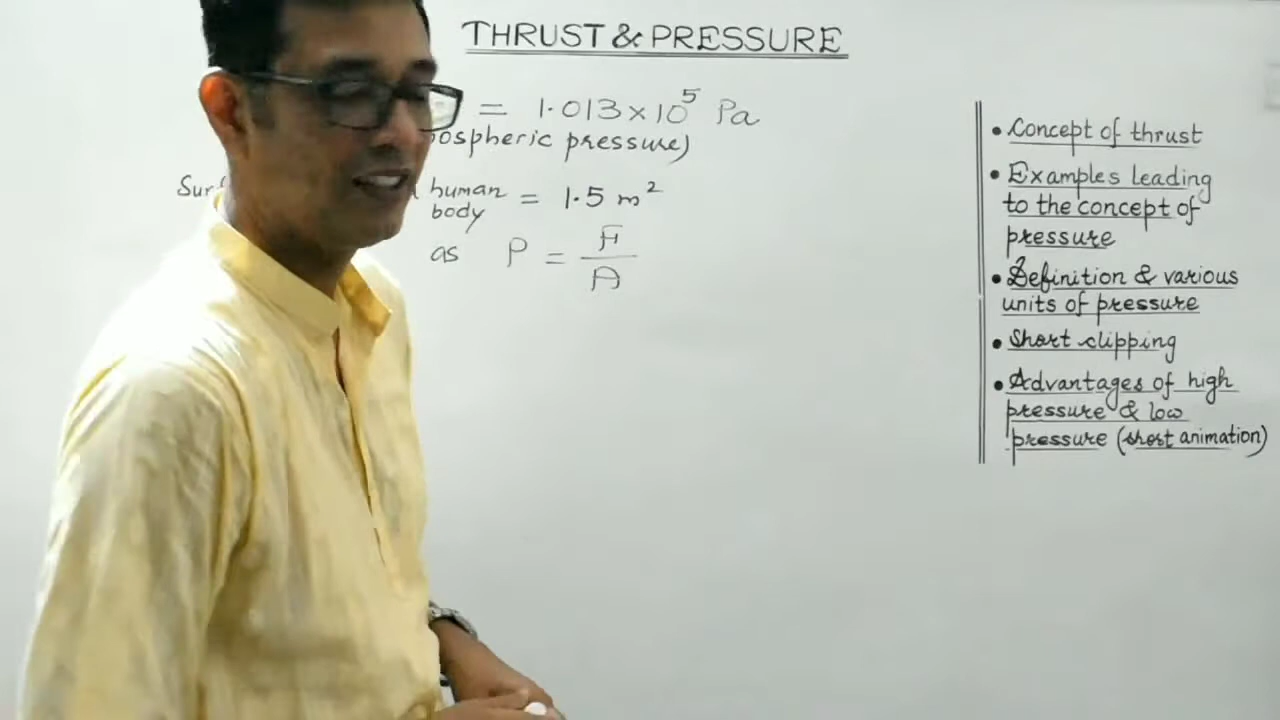 THRUST & PRESSURE
= 1.013 × 10⁵ Pa
ospheric pressure)
human = 1.5 m²
body
as P = F/A
• Concept of thrust
• Examples leading
to the concept of
pressure
• Definition & various
units of pressure
• Short clipping
• Advantages of high
pressure & low
pressure (short animation)